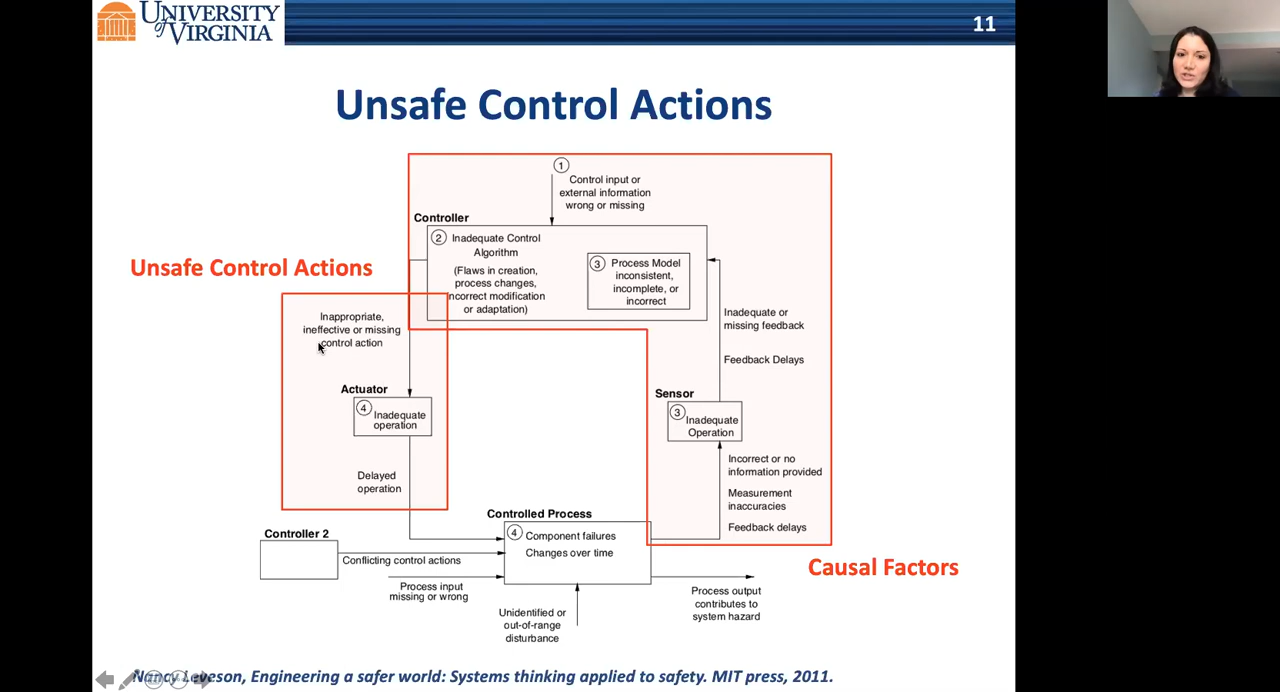 UNIVERSITY
of VIRGINIA
11
Unsafe Control Actions
1
Control input or
external information
wrong or missing
Controller
2
Inadequate Control
Algorithm
(Flaws in creation,
process changes,
incorrect modification
or adaptation)
3
Process Model
inconsistent,
incomplete, or
incorrect
Unsafe Control Actions
Inappropriate,
ineffective or missing
control action
Actuator
4
Inadequate
operation
Delayed
operation
Inadequate or
missing feedback
Feedback Delays
Sensor
3
Inadequate
Operation
Incorrect or no
information provided
Measurement
inaccuracies
Feedback delays
Controlled Process
4
Component failures
Changes over time
Controller 2
Conflicting control actions
Process input
missing or wrong
Unidentified or
out-of-range
disturbance
Process output
contributes to
system hazard
Causal Factors
Nancy Leveson, Engineering a safer world: Systems thinking applied to safety. MIT press, 2011.